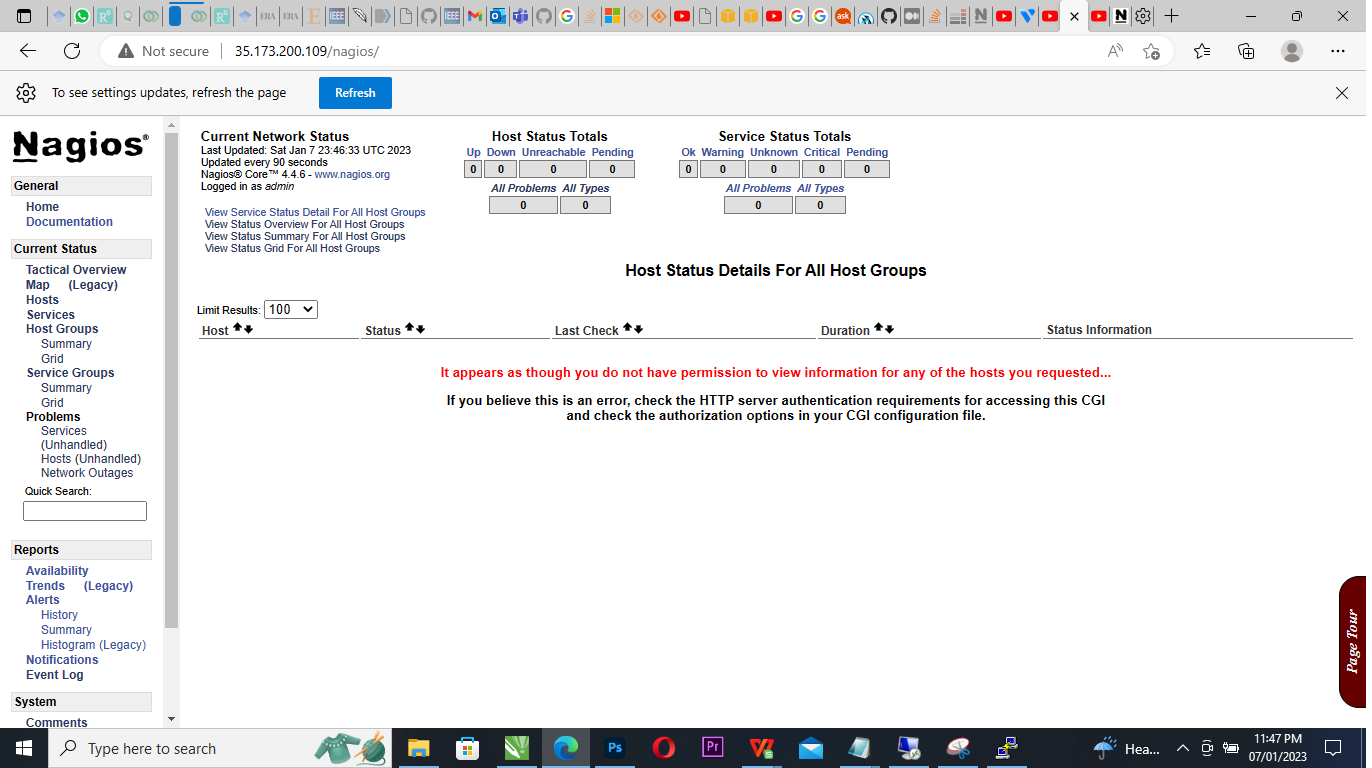 Not secure
35.173.200.109/nagios/
To see settings updates, refresh the page
Refresh
Nagios®
General
Home
Documentation
Current Status
Tactical Overview
Map (Legacy)
Hosts
Services
Host Groups
Summary
Grid
Service Groups
Summary
Grid
Problems
Services
(Unhandled)
Hosts (Unhandled)
Network Outages
Quick Search:
Reports
Availability
Trends (Legacy)
Alerts
History
Summary
Histogram (Legacy)
Notifications
Event Log
System
Comments
Current Network Status
Last Updated: Sat Jan 7 23:46:33 UTC 2023
Updated every 90 seconds
Nagios® Core™ 4.4.6 - www.nagios.org
Logged in as admin
View Service Status Detail For All Host Groups
View Status Overview For All Host Groups
View Status Summary For All Host Groups
View Status Grid For All Host Groups
Host Status Totals
Up Down Unreachable Pending
0 0 0 0
All Problems All Types
0 0
Service Status Totals
Ok Warning Unknown Critical Pending
0 0 0 0 0
All Problems All Types
0 0
Host Status Details For All Host Groups
Limit Results: 100
Host Status Last Check Duration Status Information
It appears as though you do not have permission to view information for any of the hosts you requested...
If you believe this is an error, check the HTTP server authentication requirements for accessing this CGI
and check the authorization options in your CGI configuration file.
Page Tour
Type here to search
Ps
Pr
Hea...
11:47 PM
07/01/2023